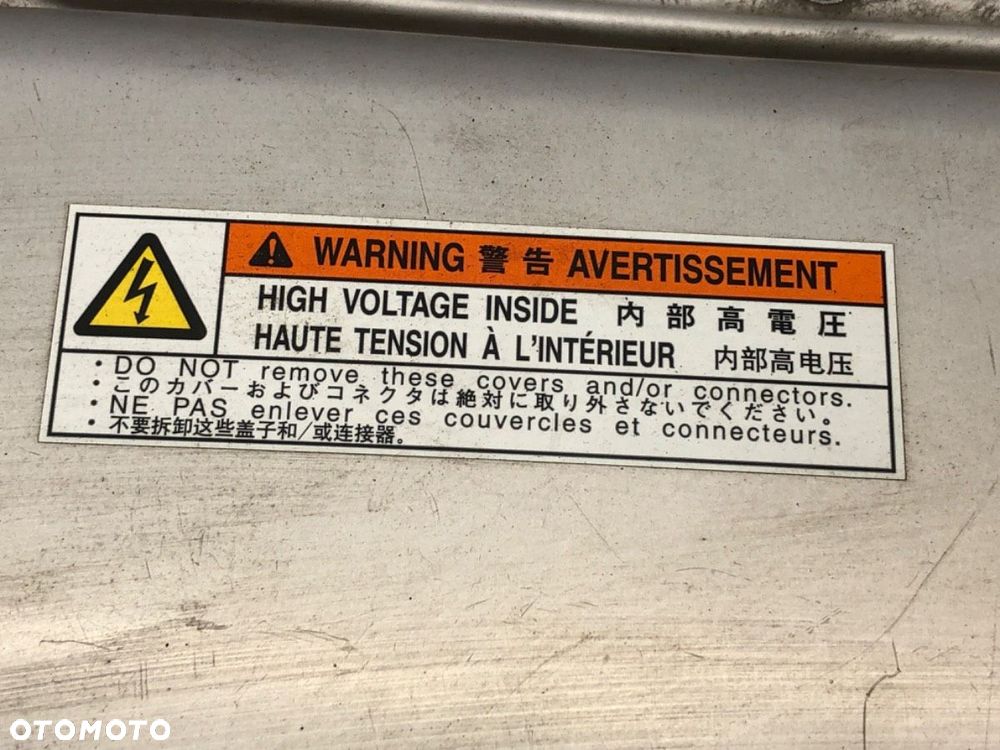 WARNING 警告 AVERTISSEMENT
HIGH VOLTAGE INSIDE 内部高電圧
HAUTE TENSION À L'INTÉRIEUR 内部高电压
・DO NOT remove these covers and/or connectors.
・このカバーおよびコネクタは絶対に取り外さないでください。
・NE PAS enlever ces couvercles et connecteurs.
・不要拆卸这些盖子和/或连接器。
OTOMOTO